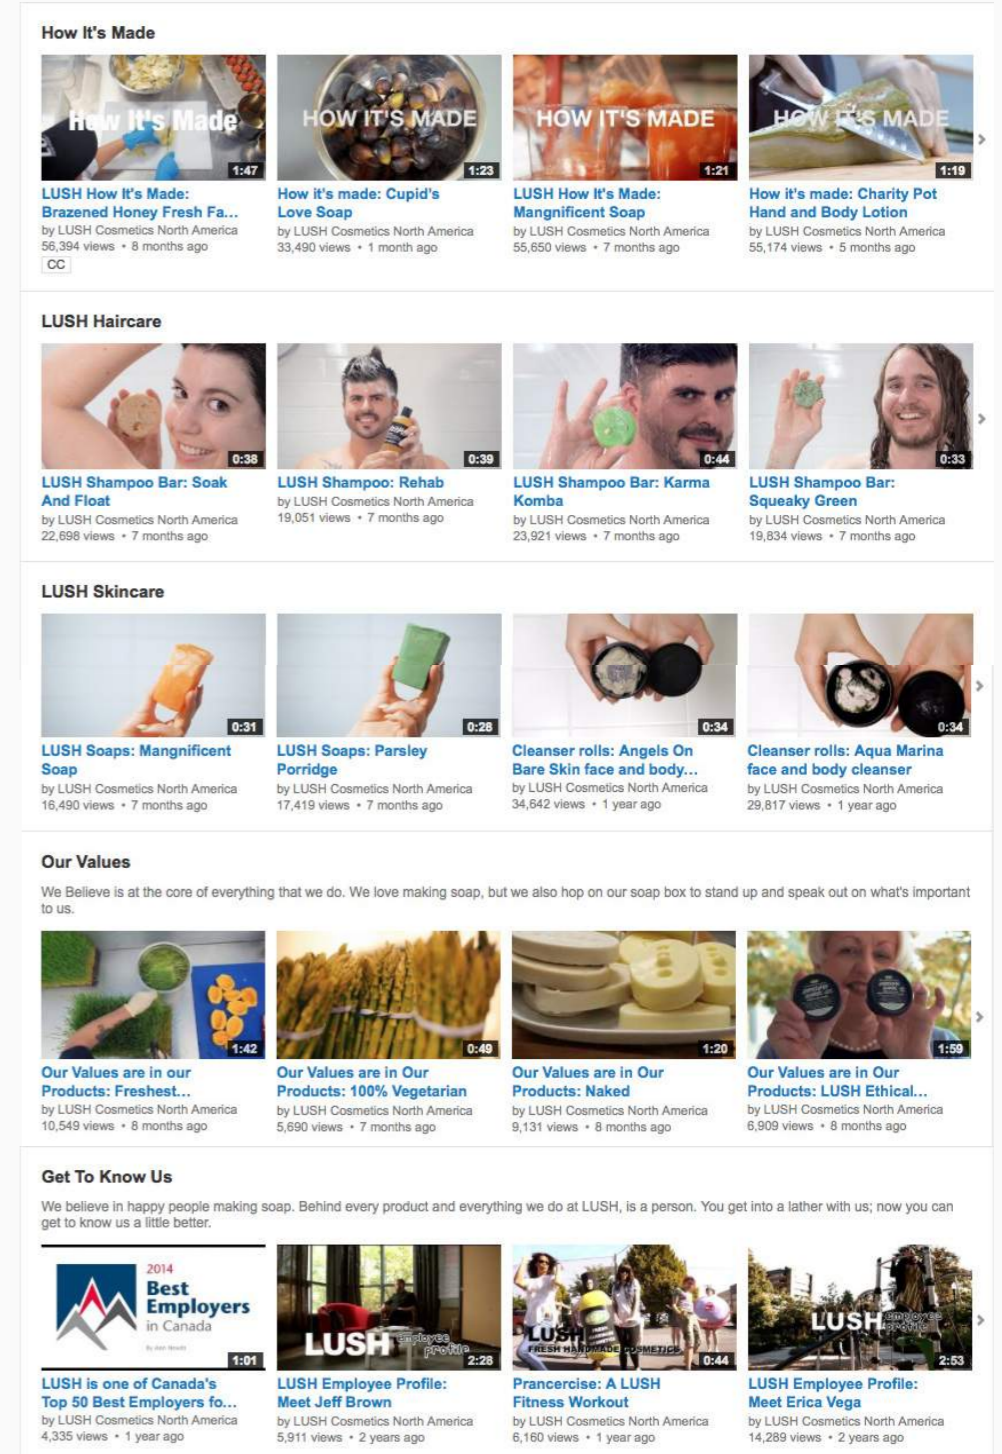 How It's Made
How It's Made
1:47
HOW IT'S MADE
1:23
HOW IT'S MADE
1:21
HOW IT'S MADE
1:19
LUSH How It's Made:
Brazened Honey Fresh Fa...
by LUSH Cosmetics North America
56,394 views • 8 months ago
CC
How it's made: Cupid's
Love Soap
by LUSH Cosmetics North America
33,490 views • 1 month ago
LUSH How It's Made:
Mangnificent Soap
by LUSH Cosmetics North America
55,650 views • 7 months ago
How it's made: Charity Pot
Hand and Body Lotion
by LUSH Cosmetics North America
55,174 views • 5 months ago
LUSH Haircare
0:38
0:39
0:44
0:33
LUSH Shampoo Bar: Soak
And Float
by LUSH Cosmetics North America
22,698 views • 7 months ago
LUSH Shampoo: Rehab
by LUSH Cosmetics North America
19,051 views • 7 months ago
LUSH Shampoo Bar: Karma
Komba
by LUSH Cosmetics North America
23,921 views • 7 months ago
LUSH Shampoo Bar:
Squeaky Green
by LUSH Cosmetics North America
19,834 views • 7 months ago
LUSH Skincare
0:31
0:28
0:34
0:34
LUSH Soaps: Mangnificent
Soap
by LUSH Cosmetics North America
16,490 views • 7 months ago
LUSH Soaps: Parsley
Porridge
by LUSH Cosmetics North America
17,419 views • 7 months ago
Cleanser rolls: Angels On
Bare Skin face and body...
by LUSH Cosmetics North America
34,642 views • 1 year ago
Cleanser rolls: Aqua Marina
face and body cleanser
by LUSH Cosmetics North America
29,817 views • 1 year ago
Our Values
We Believe is at the core of everything that we do. We love making soap, but we also hop on our soap box to stand up and speak out on what's important
to us.
1:42
0:49
1:20
1:59
Our Values are in our
Products: Freshest...
by LUSH Cosmetics North America
10,549 views • 8 months ago
Our Values are in Our
Products: 100% Vegetarian
by LUSH Cosmetics North America
5,690 views • 7 months ago
Our Values are in Our
Products: Naked
by LUSH Cosmetics North America
9,131 views • 8 months ago
Our Values are in Our
Products: LUSH Ethical...
by LUSH Cosmetics North America
6,909 views • 8 months ago
Get To Know Us
We believe in happy people making soap. Behind every product and everything we do at LUSH, is a person. You get into a lather with us; now you can
get to know us a little better.
2014
Best
Employers
in Canada
1:01
LUSH employee
profile
2:28
LUSH
FRESH HANDMADE COSMETICS
0:44
LUSH employee
profile
2:53
LUSH is one of Canada's
Top 50 Best Employers fo...
by LUSH Cosmetics North America
4,335 views • 1 year ago
LUSH Employee Profile:
Meet Jeff Brown
by LUSH Cosmetics North America
5,911 views • 2 years ago
Prancercise: A LUSH
Fitness Workout
by LUSH Cosmetics North America
6,160 views • 1 year ago
LUSH Employee Profile:
Meet Erica Vega
by LUSH Cosmetics North America
14,289 views • 2 years ago